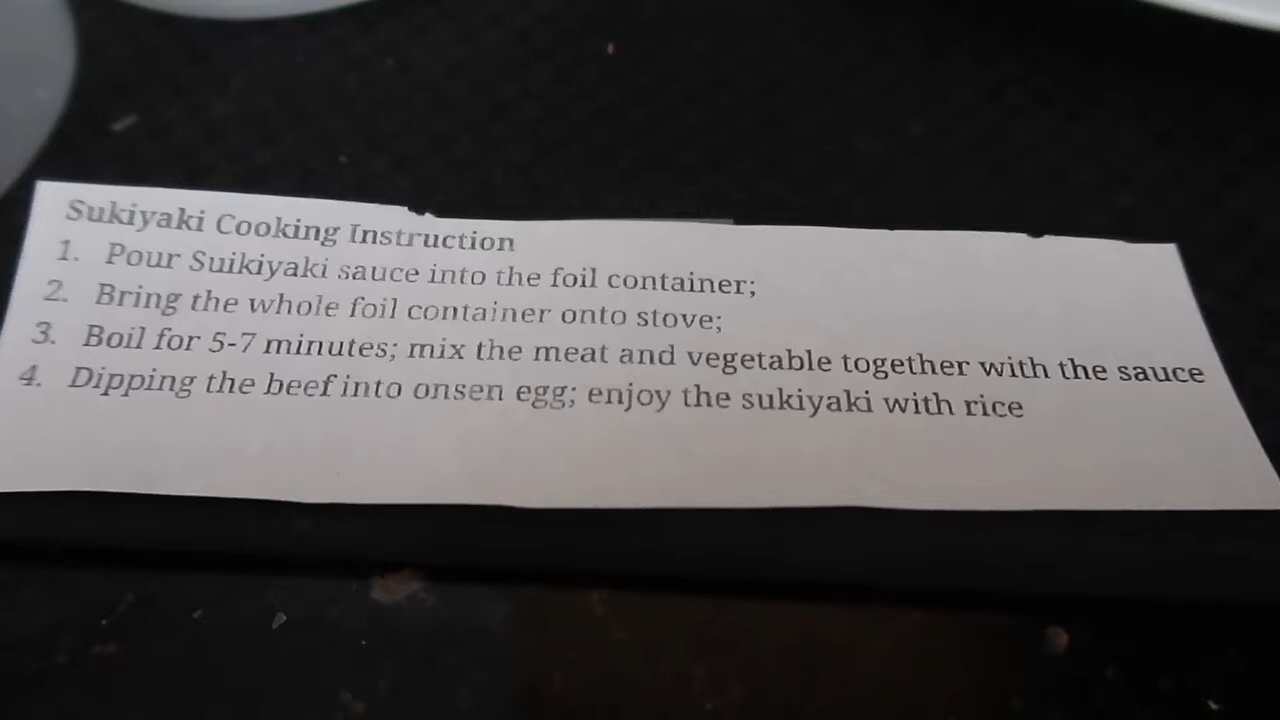 Sukiyaki Cooking Instruction
1. Pour Suikiyaki sauce into the foil container;
2. Bring the whole foil container onto stove;
3. Boil for 5-7 minutes; mix the meat and vegetable together with the sauce
4. Dipping the beef into onsen egg; enjoy the sukiyaki with rice